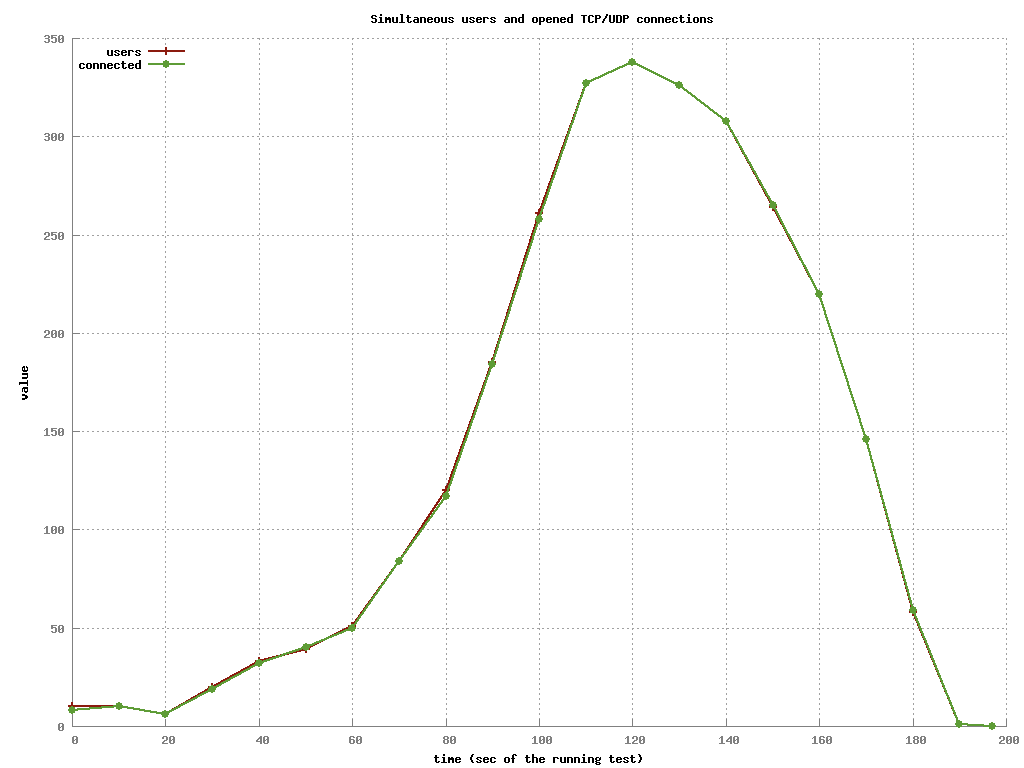 Simultaneous users and opened TCP/UDP connections
350
users
connected
300
250
200
value
150
100
50
0
0 20 40 60 80 100 120 140 160 180 200
time (sec of the running test)